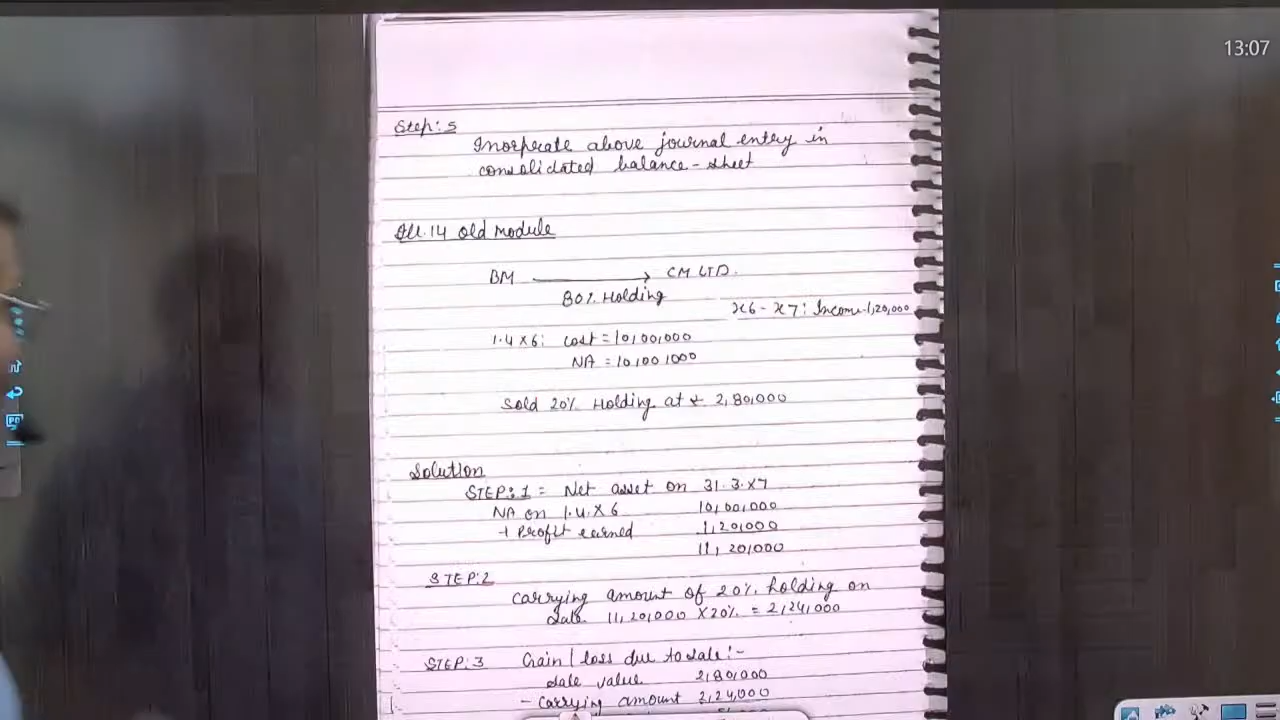 13:07
Step: 5
Inorperate above journal entry in
consolidated balance-sheet
Ill.14 old module
BM → CM LTD.
80% Holding
X6 - X7: Income-1,20,000
1.4 X 6: cost = 10,00,000
NA = 10,00,000
Sold 20% Holding at ₹ 2,80,000
Solution
STEP: 1 = Net asset on 31.3.X7
NA on 1.4.X6 10,00,000
+ Profit earned 1,20,000
11,20,000
STEP:2
Carrying amount of 20% holding on
date 11,20,000 X 20% = 2,24,000
STEP: 3 Gain / loss due to sale:-
sale value 2,80,000
- carrying amount 2,24,000